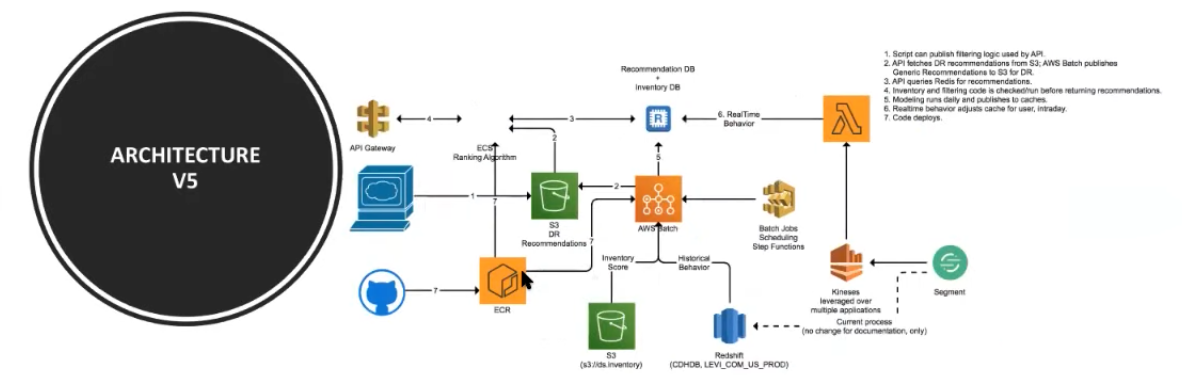 ARCHITECTURE
V5
Recommendation DB
+
Inventory DB
1. Script can publish filtering logic used by API.
2. API fetches DR recommendations from S3; AWS Batch publishes
Generic Recommendations to S3 for DR.
3. API queries Redis for recommendations.
4. Inventory and filtering code is checked/run before returning recommendations.
5. Modeling runs daily and publishes to caches.
6. Realtime behavior adjusts cache for user, intraday.
7. Code deploys.
4
3
R
6. RealTime
Behavior
API Gateway
ECS
Ranking Algorithm
2
5
1
7
2
S3
DR
Recommendations
7
AWS Batch
Batch Jobs
Scheduling
Step Functions
Inventory
Score
Historical
Behavior
7
ECR
Kineses
leveraged over
multiple applications
Segment
Current process
(no change for documentation, only)
S3
(s3://ds.inventory)
Redshift
(CDHDB, LEVI_COM_US_PROD)